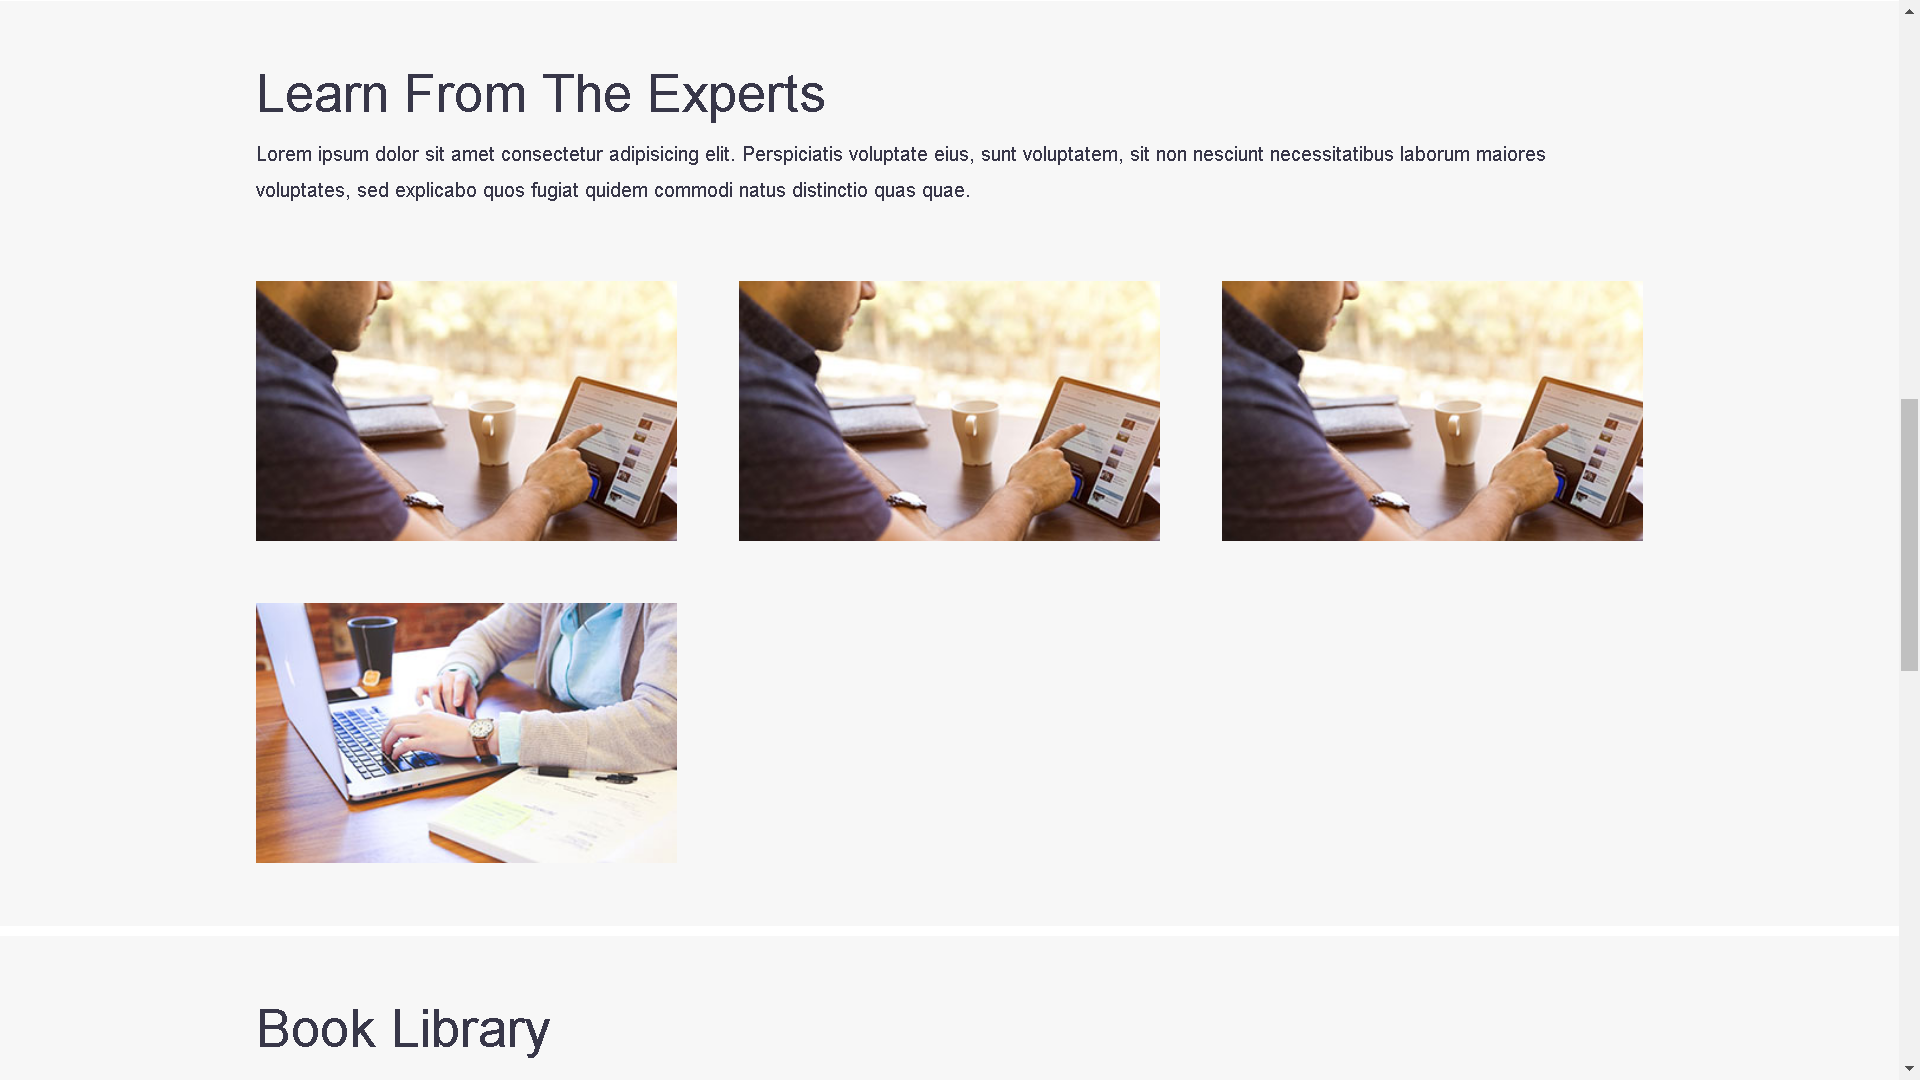 Learn From The Experts
Lorem ipsum dolor sit amet consectetur adipisicing elit. Perspiciatis voluptate eius, sunt voluptatem, sit non nesciunt necessitatibus laborum maiores
voluptates, sed explicabo quos fugiat quidem commodi natus distinctio quas quae.
Book Library